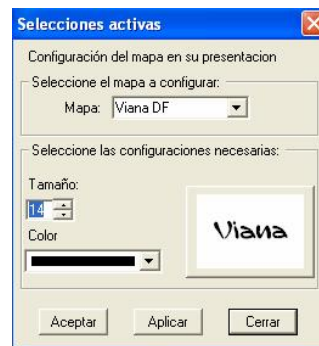 Selecciones activas
Configuración del mapa en su presentacion
Seleccione el mapa a configurar:
Mapa: Viana DF
Seleccione las configuraciones necesarias:
Tamaño:
14
Color
Viana
Aceptar Aplicar Cerrar